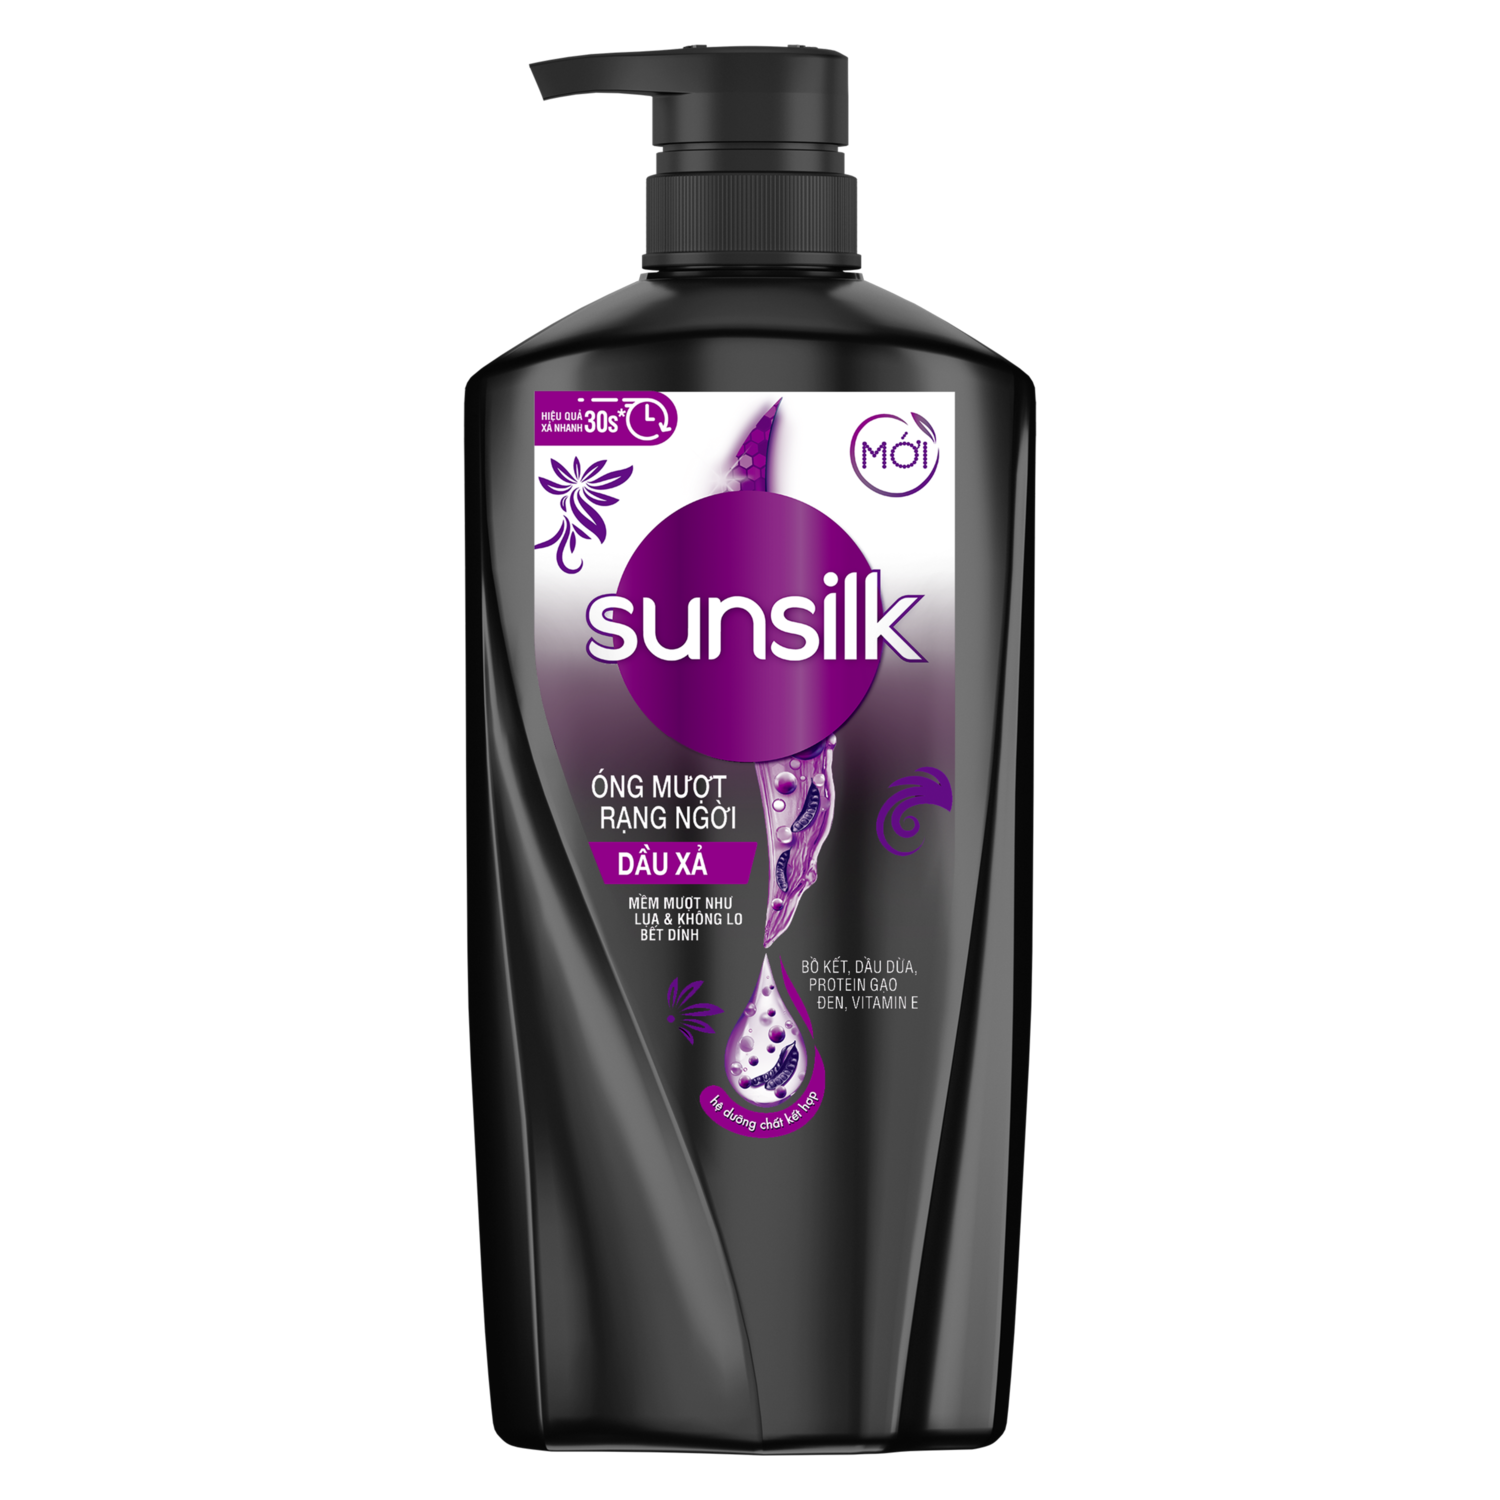 HIỆU QUẢ
XẢ NHANH
30s*
MỚI
sunsilk
ÓNG MƯỢT
RẠNG NGỜI
DẦU XẢ
MỀM MƯỢT NHƯ
LỤA & KHÔNG LO
BẾT DÍNH
BỒ KẾT, DẦU DỪA,
PROTEIN GẠO
ĐEN, VITAMIN E
hệ dưỡng chất kết hợp